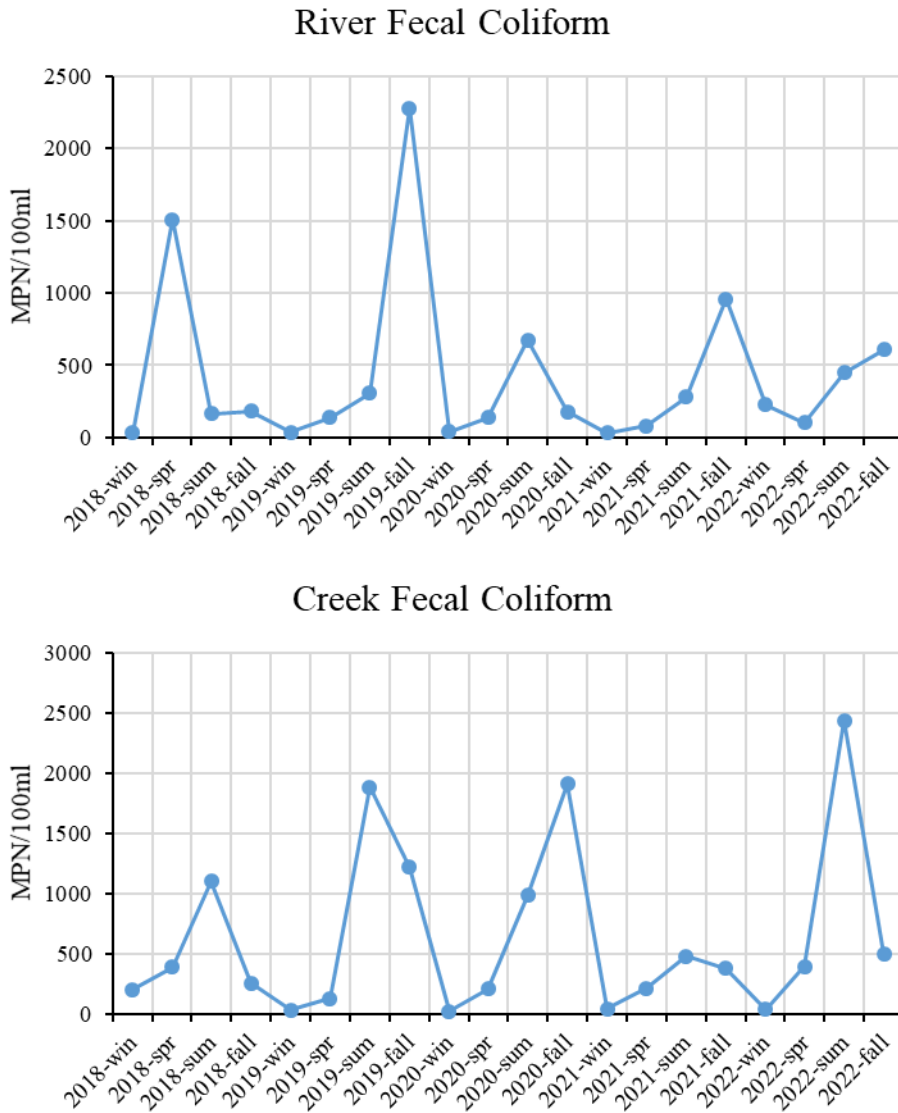 River Fecal Coliform
MPN/100ml
2500
2000
1500
1000
500
0
2018-win
2018-spr
2018-sum
2018-fall
2019-win
2019-spr
2019-sum
2019-fall
2020-win
2020-spr
2020-sum
2020-fall
2021-win
2021-spr
2021-sum
2021-fall
2022-win
2022-spr
2022-sum
2022-fall
Creek Fecal Coliform
MPN/100ml
3000
2500
2000
1500
1000
500
0
2018-win
2018-spr
2018-sum
2018-fall
2019-win
2019-spr
2019-sum
2019-fall
2020-win
2020-spr
2020-sum
2020-fall
2021-win
2021-spr
2021-sum
2021-fall
2022-win
2022-spr
2022-sum
2022-fall